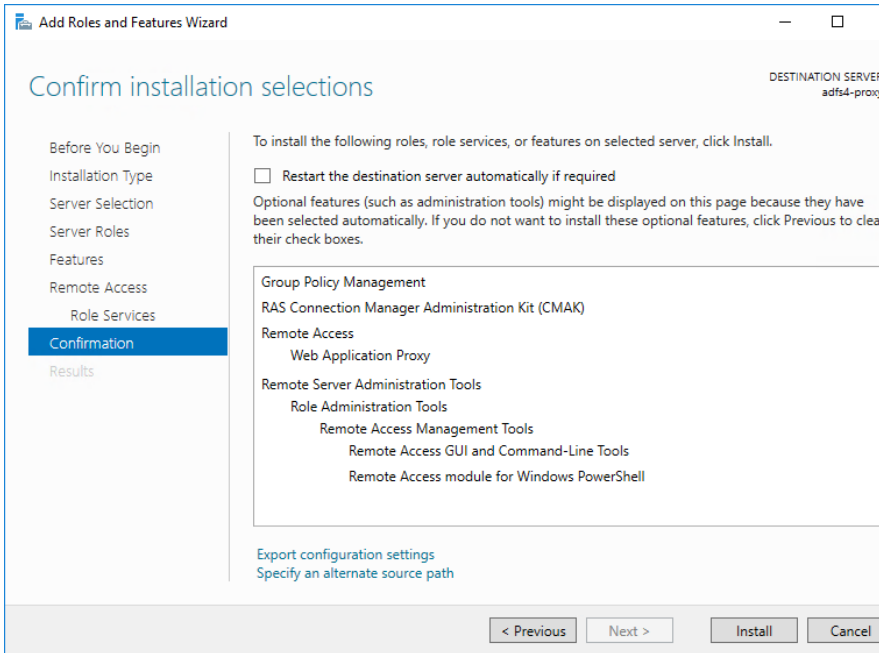 Add Roles and Features Wizard
Confirm installation selections
DESTINATION SERVER
adfs4-proxy
Before You Begin
Installation Type
Server Selection
Server Roles
Features
Remote Access
Role Services
Confirmation
Results
To install the following roles, role services, or features on selected server, click Install.
Restart the destination server automatically if required
Optional features (such as administration tools) might be displayed on this page because they have
been selected automatically. If you do not want to install these optional features, click Previous to clea
their check boxes.
Group Policy Management
RAS Connection Manager Administration Kit (CMAK)
Remote Access
Web Application Proxy
Remote Server Administration Tools
Role Administration Tools
Remote Access Management Tools
Remote Access GUI and Command-Line Tools
Remote Access module for Windows PowerShell
Export configuration settings
Specify an alternate source path
< Previous
Next >
Install
Cancel